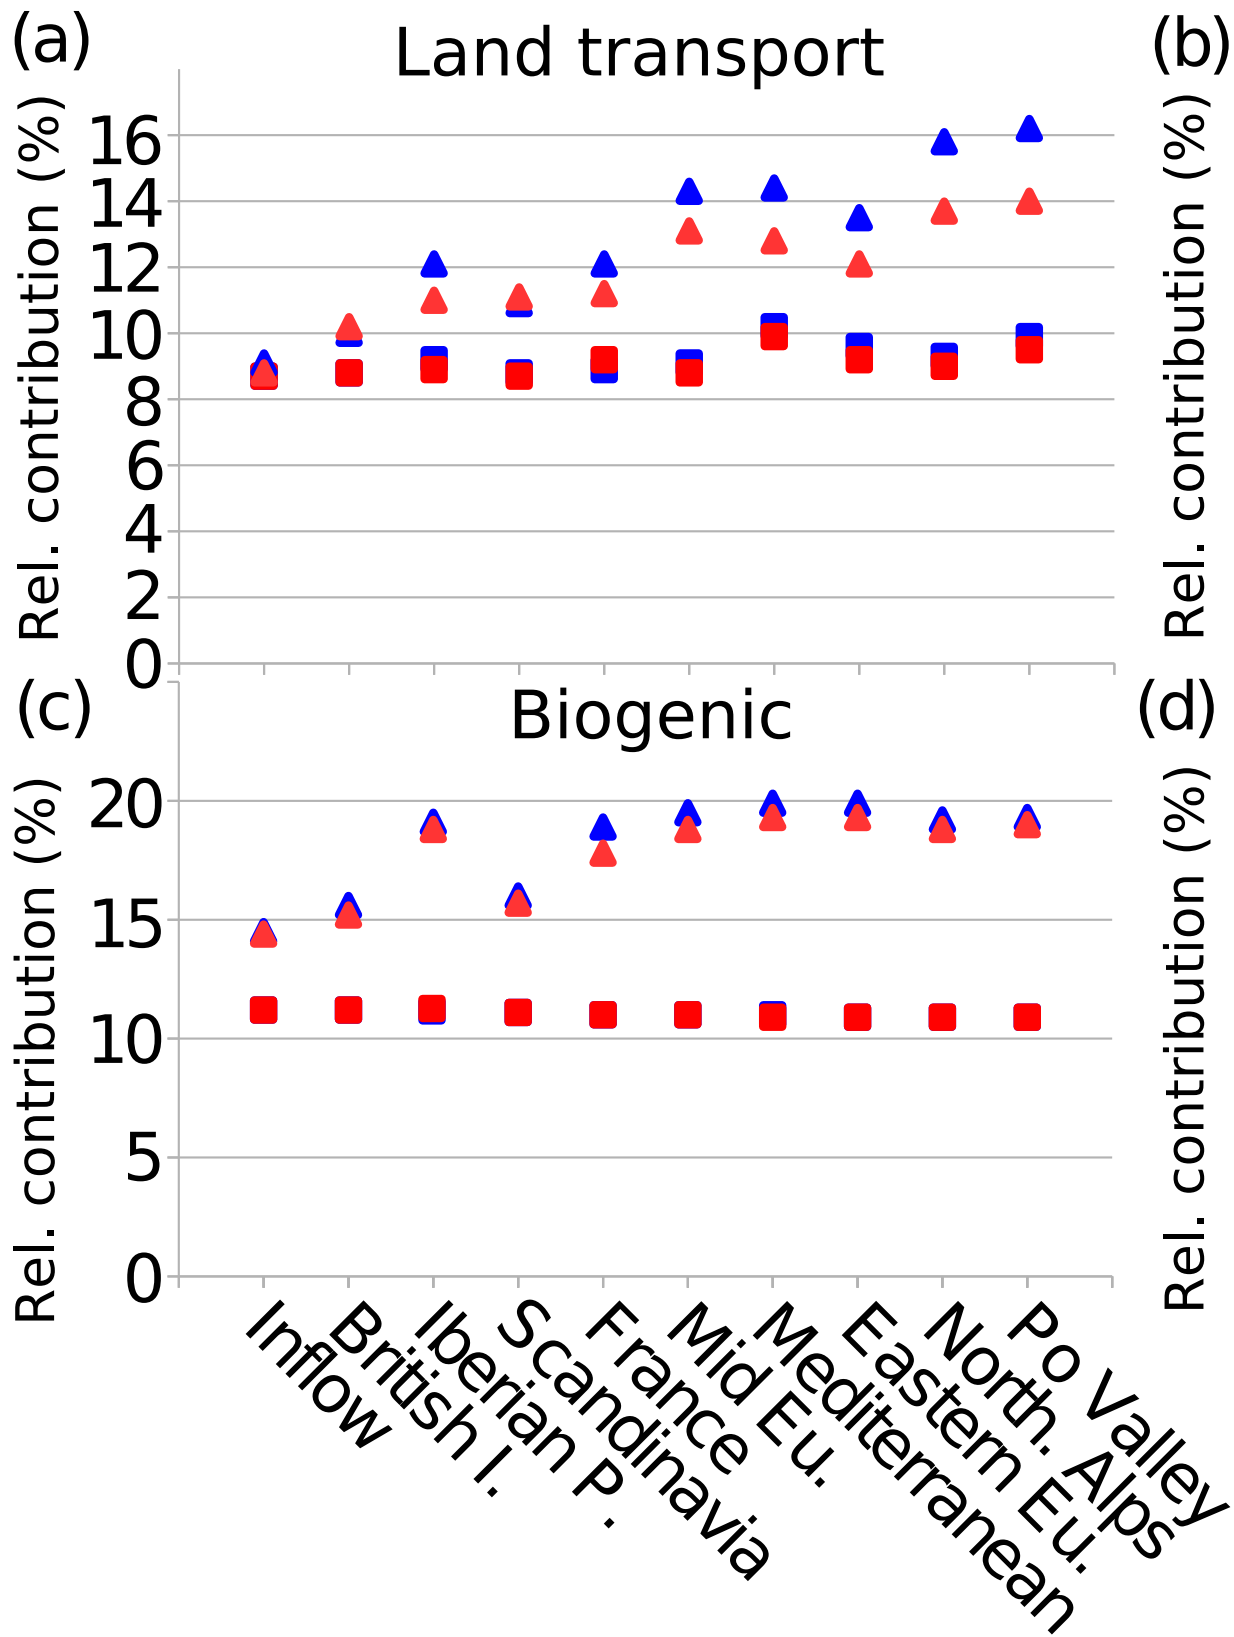 (a)
Land transport
(b)
Rel. contribution (%)
16
14
12
10
8
6
4
2
0
Rel. contribution (%)
(c)
Biogenic
(d)
Rel. contribution (%)
20
15
10
5
0
Rel. contribution (%)
Inflow
British I.
Iberian P.
Scandinavia
France
Mid Eu.
Mediterranean
Eastern Eu.
North. Alps
Po Valley